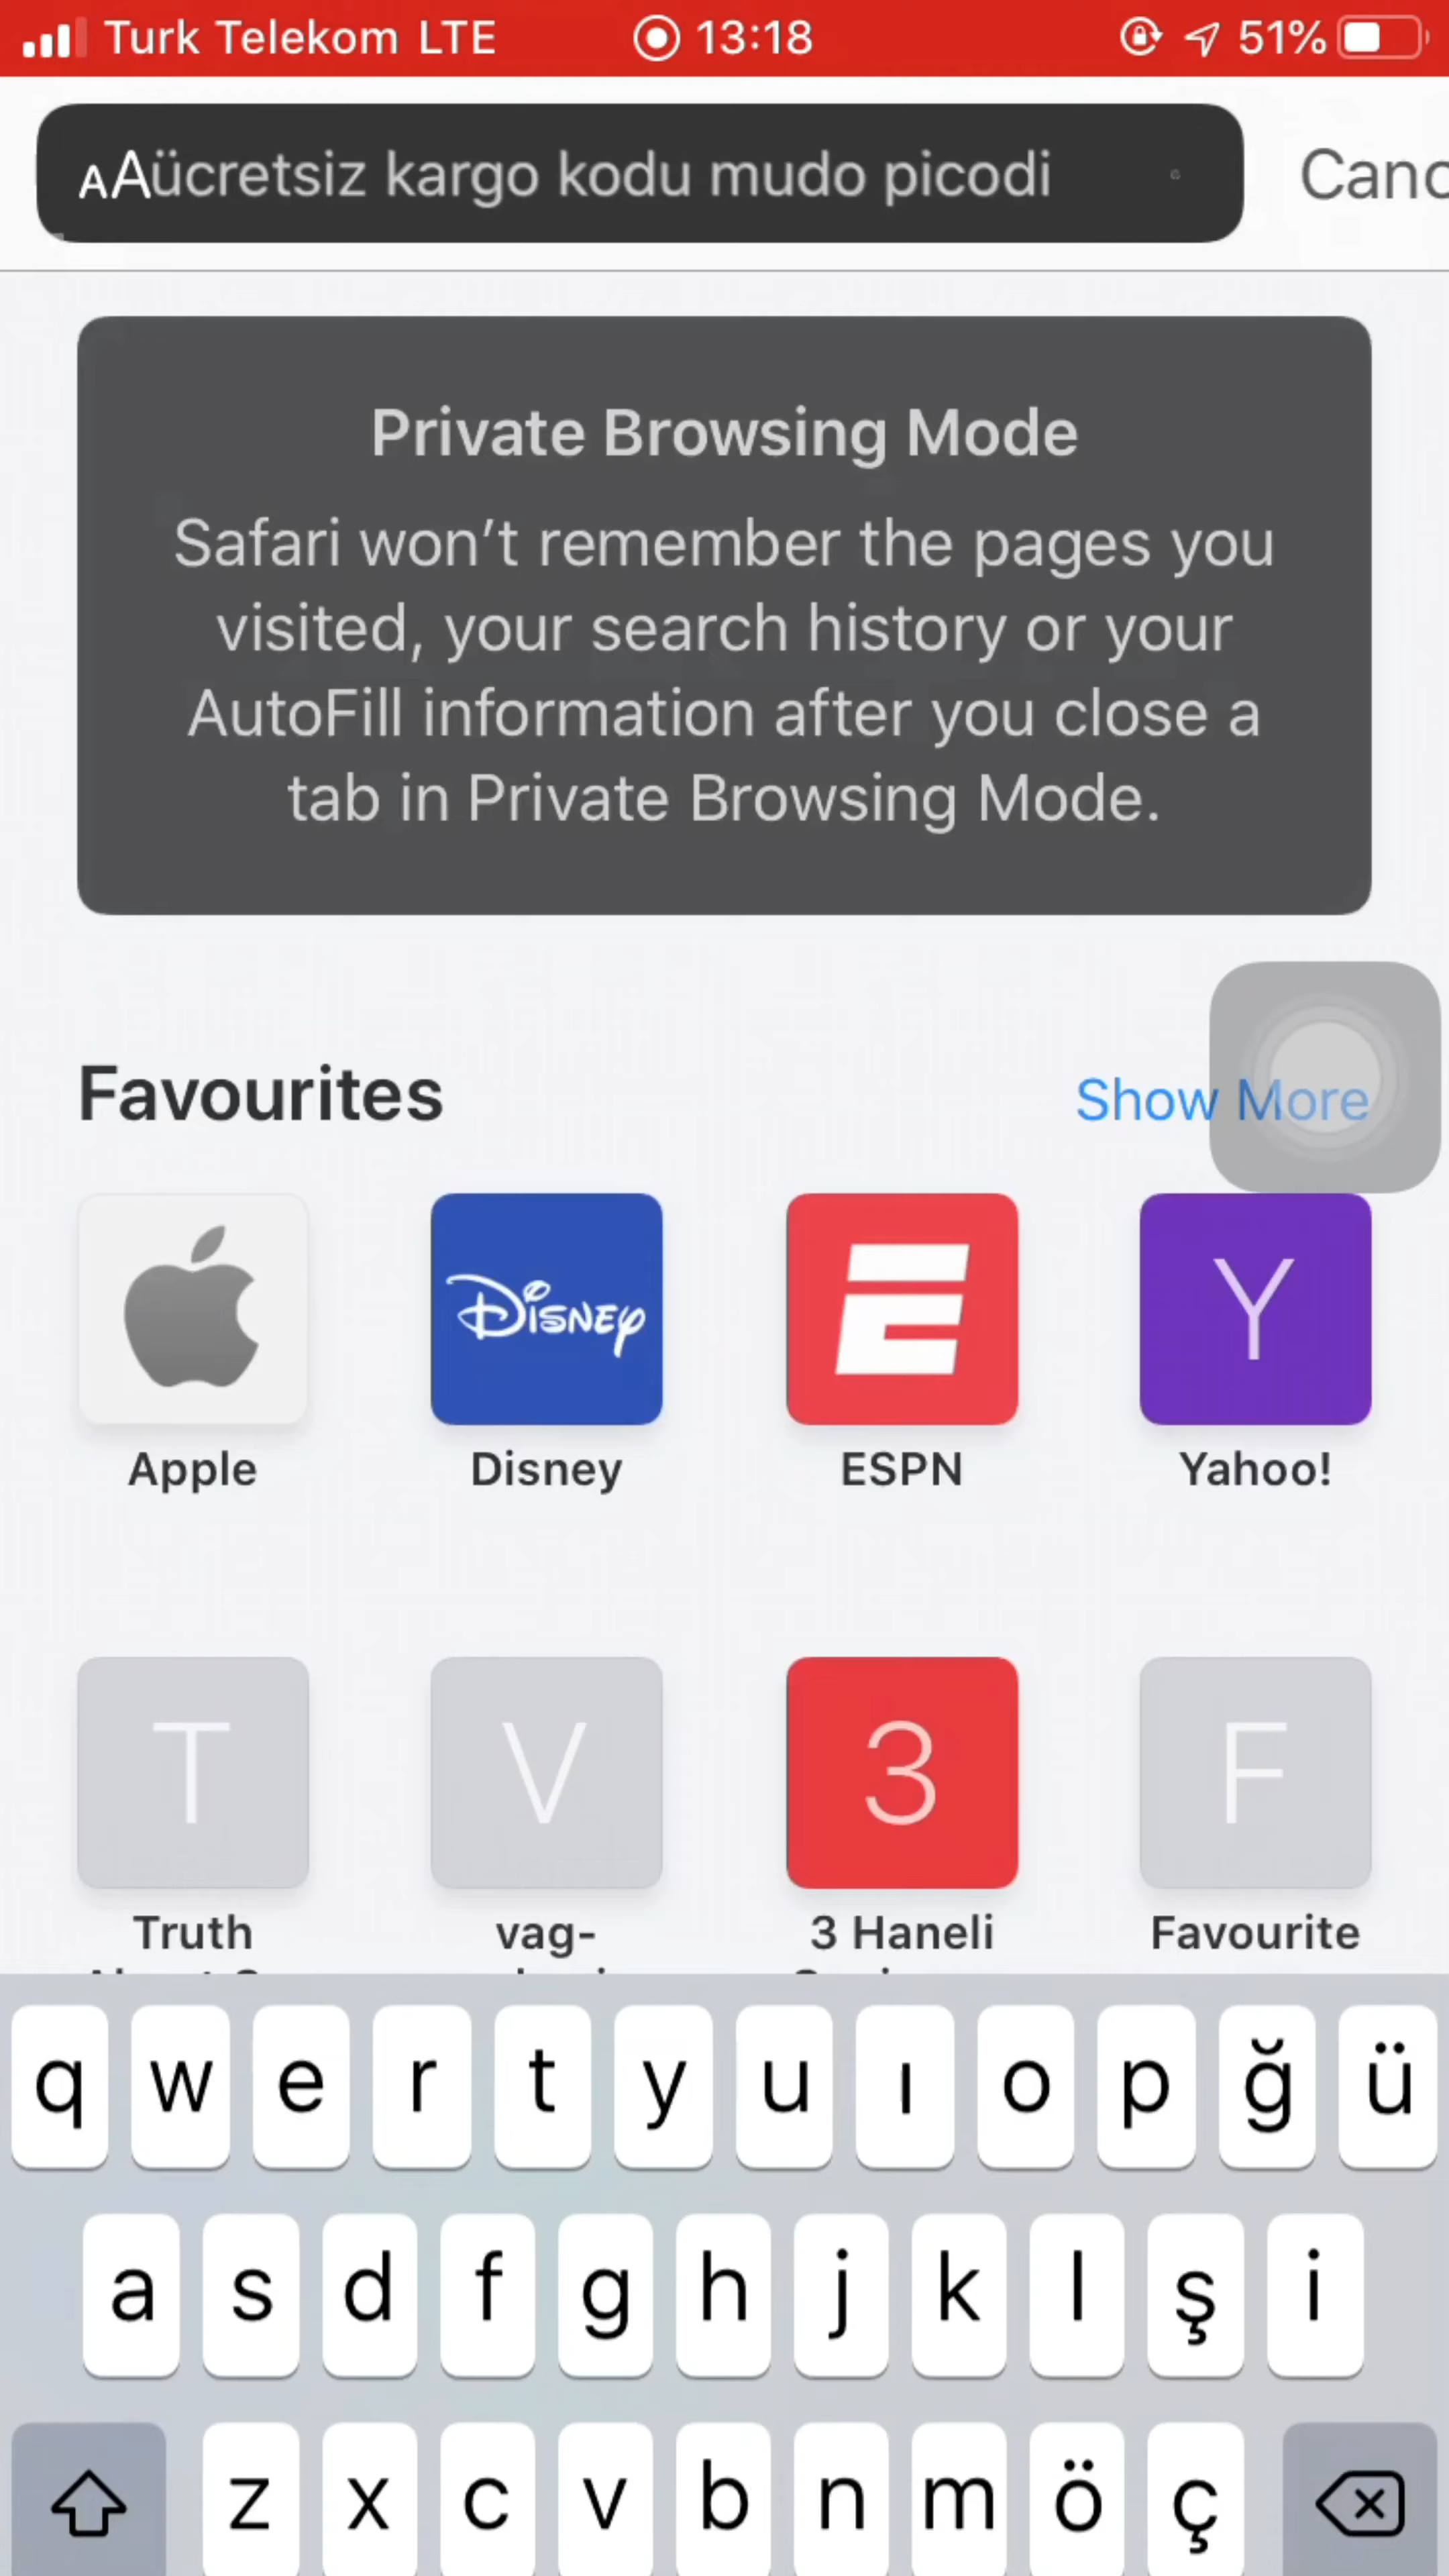 Turk Telekom LTE 13:18 51%
AAücretsiz kargo kodu mudo picodi Canc
Private Browsing Mode
Safari won't remember the pages you
visited, your search history or your
AutoFill information after you close a
tab in Private Browsing Mode.
Favourites Show More
Disney E Y
Apple Disney ESPN Yahoo!
T V 3 F
Truth vag- 3 Haneli Favourite
q w e r t y u ı o p ğ ü
a s d f g h j k l ş i
z x c v b n m ö ç